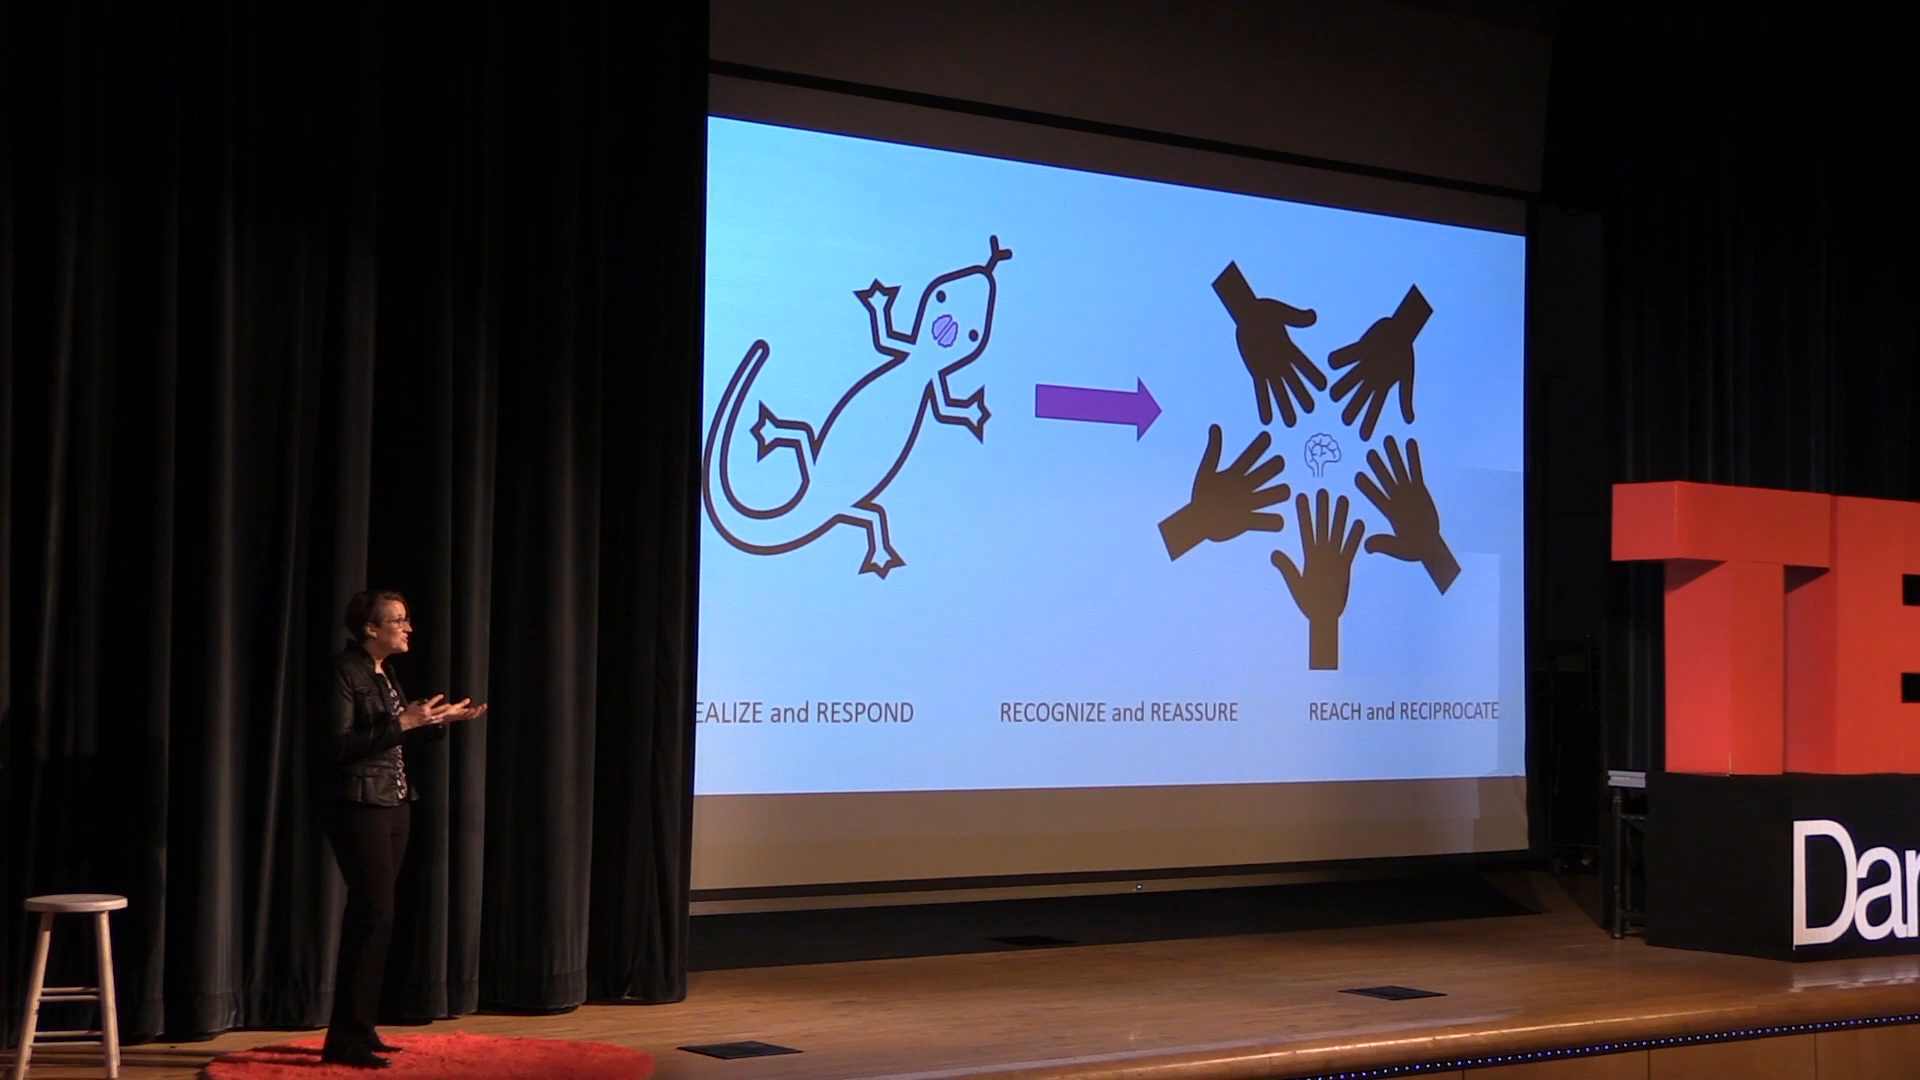 EALIZE and RESPOND
RECOGNIZE and REASSURE
REACH and RECIPROCATE
TE
Dar